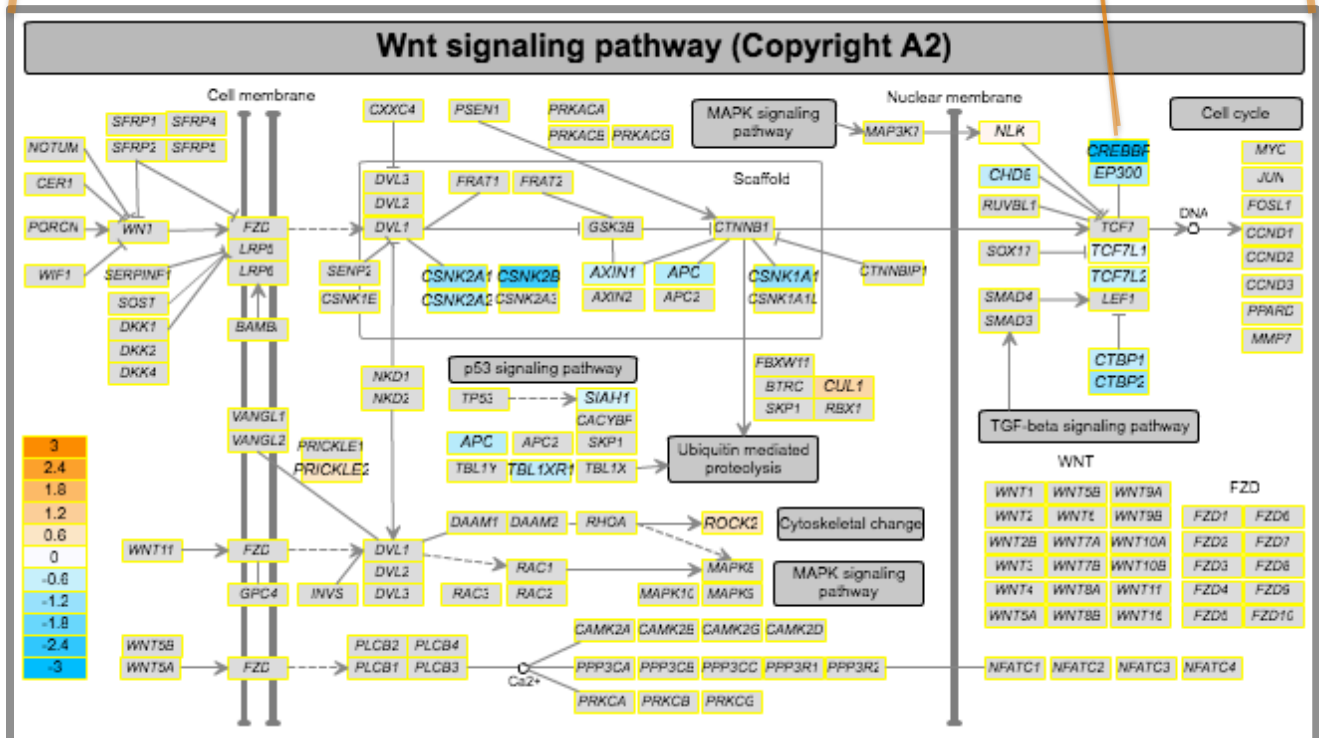 Wnt signaling pathway (Copyright A2)
Cell membrane
Nuclear membrane
SFRP1 SFRP4
SFRP2 SFRP5
NOTUM
CER1
PORCN
WIF1
WNT
SERPINF1
SOST
DKK1
DKK2
DKK4
FZD
LRP5
LRP6
BAMBI
CXXC4
PSEN1
PRKACA
PRKACB PRKACG
MAPK signaling
pathway
MAP3K7
NLK
Cell cycle
DVL3
DVL2
DVL1
FRAT1 FRAT2
Scaffold
GSK3B
CTNNB1
SENP2
CSNK1E
CSNK2A1 CSNK2B
CSNK2A2 CSNK2A3
AXIN1 APC
AXIN2 APC2
CSNK1A1
CSNK1A1L
CTNNBIP1
CREBBP
EP300
CHD8
RUVBL1
SOX17
SMAD4
SMAD3
TCF7
TCF7L1
TCF7L2
LEF1
CTBP1
CTBP2
DNA
MYC
JUN
FOSL1
CCND1
CCND2
CCND3
PPARD
MMP7
TGF-beta signaling pathway
NKD1
NKD2
p53 signaling pathway
TP53 SIAH1
CACYBP
APC APC2 SKP1
TBL1Y TBL1XR1 TBL1X
FBXW11
BTRC CUL1
SKP1 RBX1
Ubiquitin mediated
proteolysis
VANGL1
VANGL2
PRICKLE1
PRICKLE2
3
2.4
1.8
1.2
0.6
0
-0.6
-1.2
-1.8
-2.4
-3
WNT11
FZD
GPC4
INVS
DVL1
DVL2
DVL3
DAAM1 DAAM2 RHOA ROCK2
Cytoskeletal change
RAC1
RAC3 RAC2
MAPK8
MAPK10 MAPK9
MAPK signaling
pathway
WNT5B
WNT5A
FZD
PLCB2 PLCB4
PLCB1 PLCB3
Ca2+
CAMK2A CAMK2B CAMK2G CAMK2D
PPP3CA PPP3CB PPP3CC PPP3R1 PPP3R2
PRKCA PRKCB PRKCG
NFATC1 NFATC2 NFATC3 NFATC4
WNT
WNT1 WNT5B WNT9A
WNT2 WNT6 WNT9B
WNT2B WNT7A WNT10A
WNT3 WNT7B WNT10B
WNT4 WNT8A WNT11
WNT5A WNT8B WNT16
FZD
FZD1 FZD6
FZD2 FZD7
FZD3 FZD8
FZD4 FZD9
FZD5 FZD10